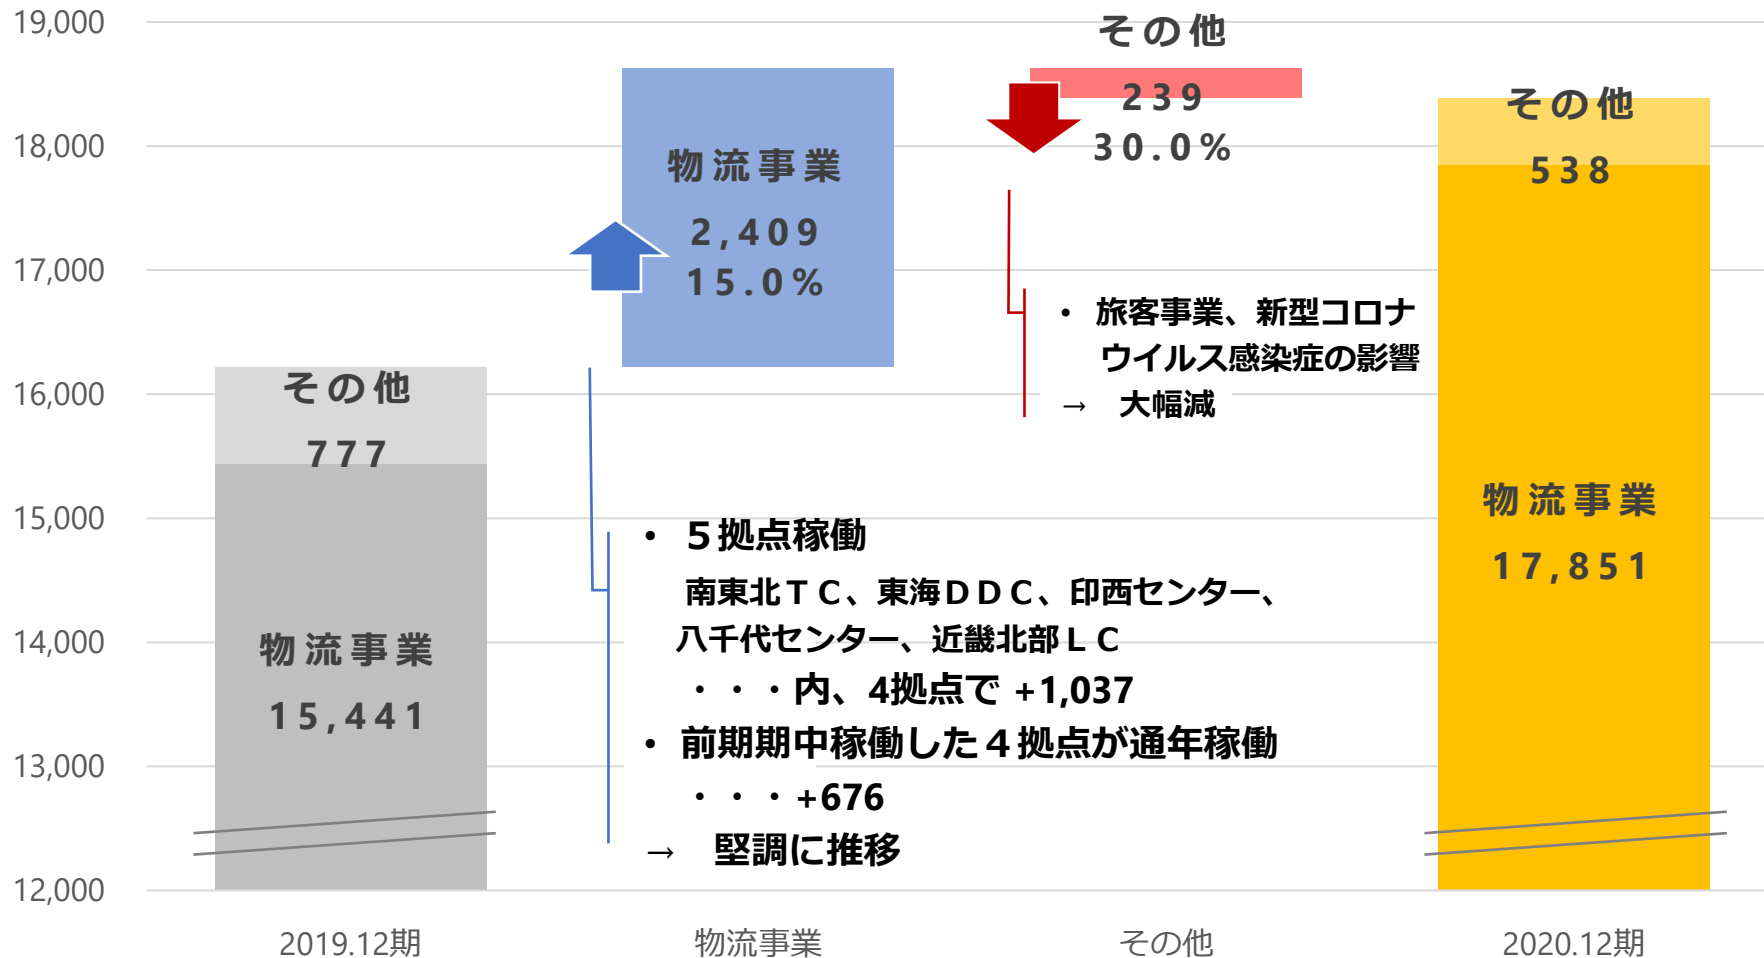 19,000
18,000
17,000
16,000
15,000
14,000
13,000
12,000
その他
777
物流事業
15,441
物流事業
2,409
15.0%
その他
239
30.0%
• 旅客事業、新型コロナ
ウイルス感染症の影響
→ 大幅減
• ５拠点稼働
南東北ＴＣ、東海ＤＤＣ、印西センター、
八千代センター、近畿北部ＬＣ
・・・内、4拠点で +1,037
• 前期期中稼働した４拠点が通年稼働
・・・+676
→ 堅調に推移
その他
538
物流事業
17,851
2019.12期
物流事業
その他
2020.12期